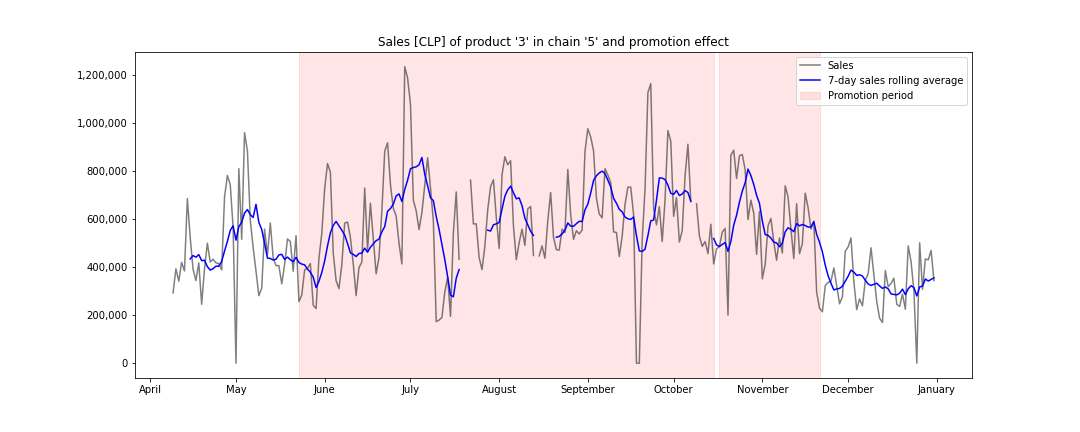 Sales [CLP] of product '3' in chain '5' and promotion effect
1,200,000
1,000,000
800,000
600,000
400,000
200,000
0
Sales
7-day sales rolling average
Promotion period
April May June July August September October November December January